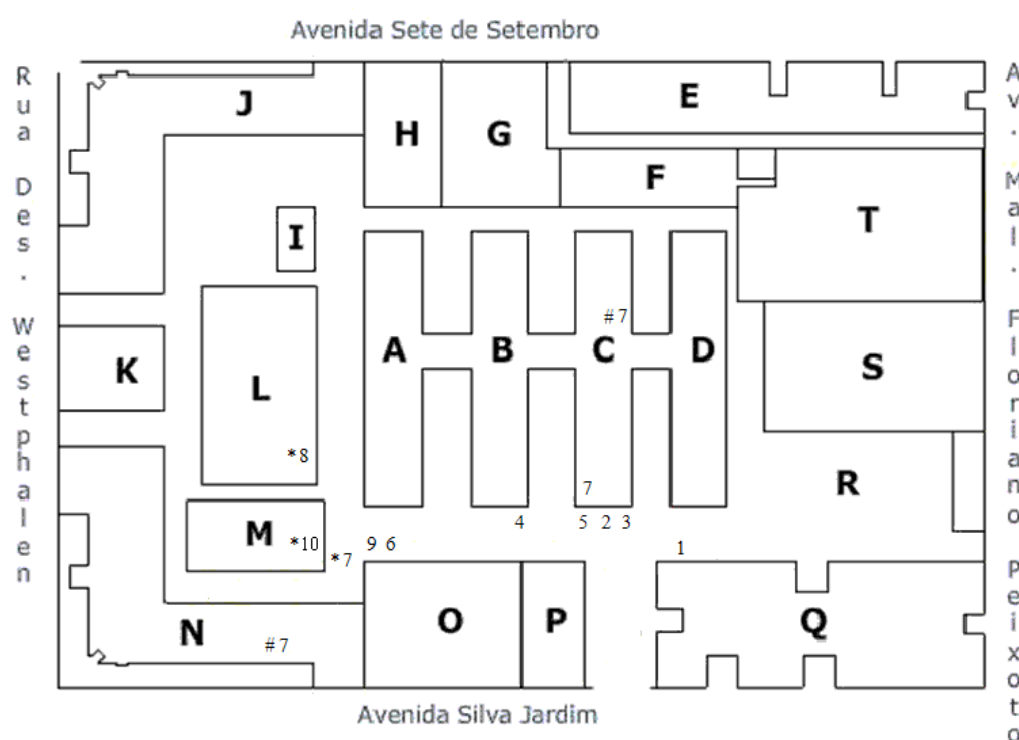 Avenida Sete de Setembro
Rua Des. Westphalen
Av. Mal. Floriano Peixoto
J
H
G
E
F
T
I
#7
A
B
C
D
K
L
S
*8
7
R
4
5 2 3
M
*10
*7
9 6
1
N
#7
O
P
Q
Avenida Silva Jardim